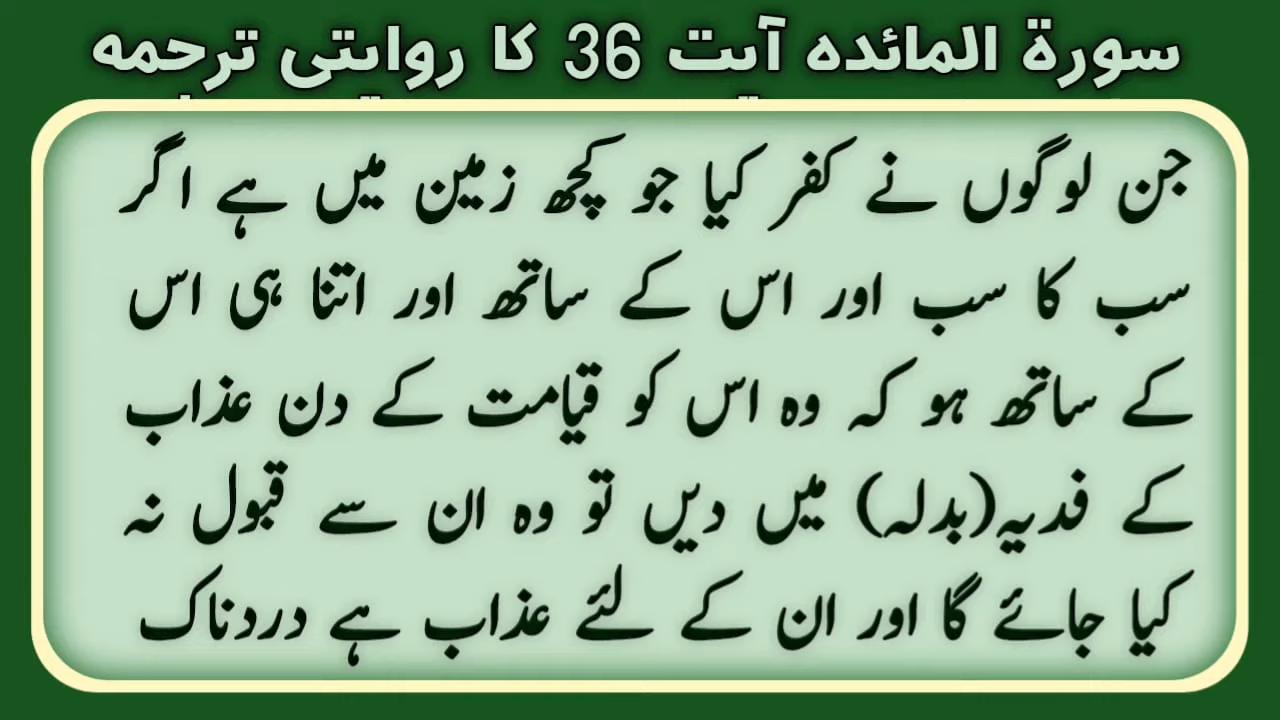 سورۃ المائدہ آیت 36 کا روایتی ترجمہ
جن لوگوں نے کفر کیا جو کچھ زمین میں ہے اگر
سب کا سب اور اس کے ساتھ اور اتنا ہی اس
کے ساتھ ہو کہ وہ اس کو قیامت کے دن عذاب
کے فدیہ(بدلہ) میں دیں تو وہ ان سے قبول نہ
کیا جائے گا اور ان کے لئے عذاب ہے دردناک